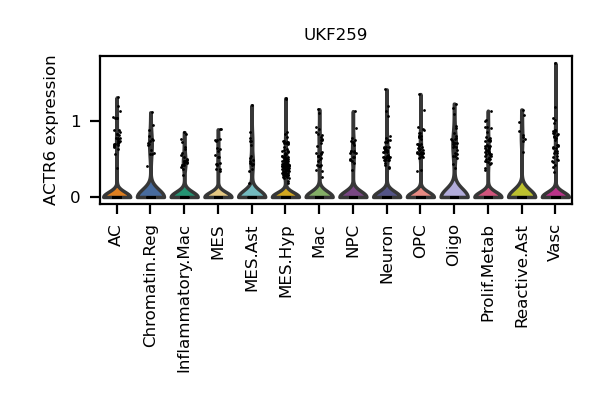 UKF259
ACTR6 expression
1
0
AC
Chromatin.Reg
Inflammatory.Mac
MES
MES.Ast
MES.Hyp
Mac
NPC
Neuron
OPC
Oligo
Prolif.Metab
Reactive.Ast
Vasc